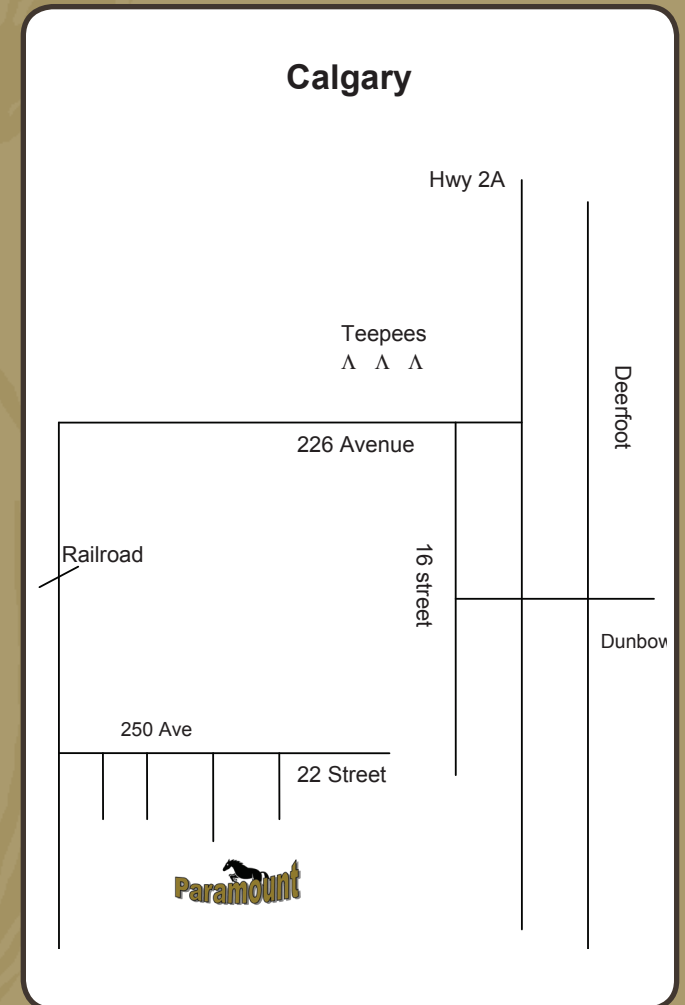 Calgary
Hwy 2A
Teepees
Λ Λ Λ
Deerfoot
226 Avenue
Railroad
16 street
Dunbow
250 Ave
22 Street
Paramount